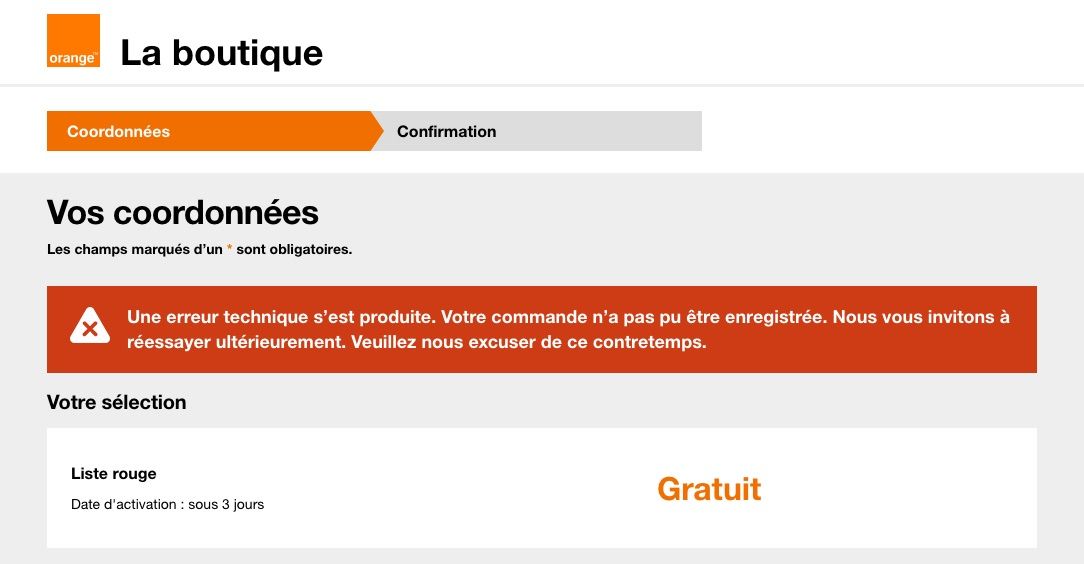 orange™
La boutique
Coordonnées
Confirmation
Vos coordonnées
Les champs marqués d’un * sont obligatoires.
Une erreur technique s’est produite. Votre commande n’a pas pu être enregistrée. Nous vous invitons à
réessayer ultérieurement. Veuillez nous excuser de ce contretemps.
Votre sélection
Liste rouge
Gratuit
Date d'activation : sous 3 jours